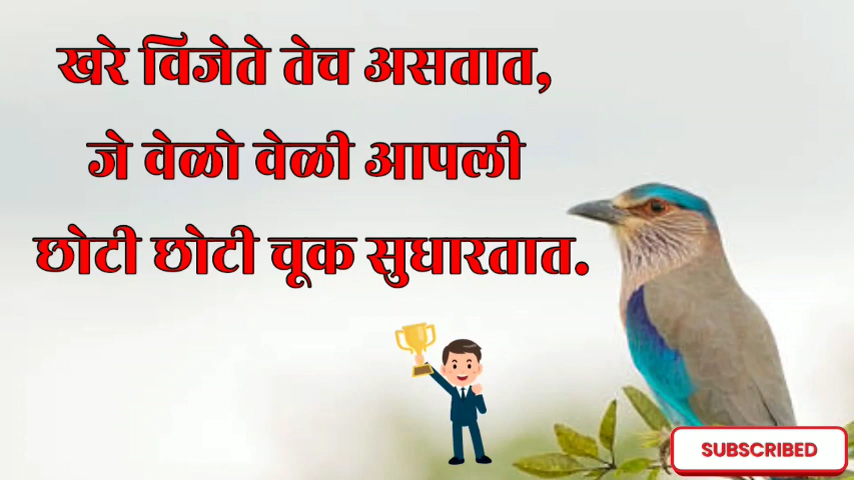 खरे विजेते तेच असतात,
जे वेळो वेळी आपली
छोटी छोटी चूक सुधारतात.
SUBSCRIBED